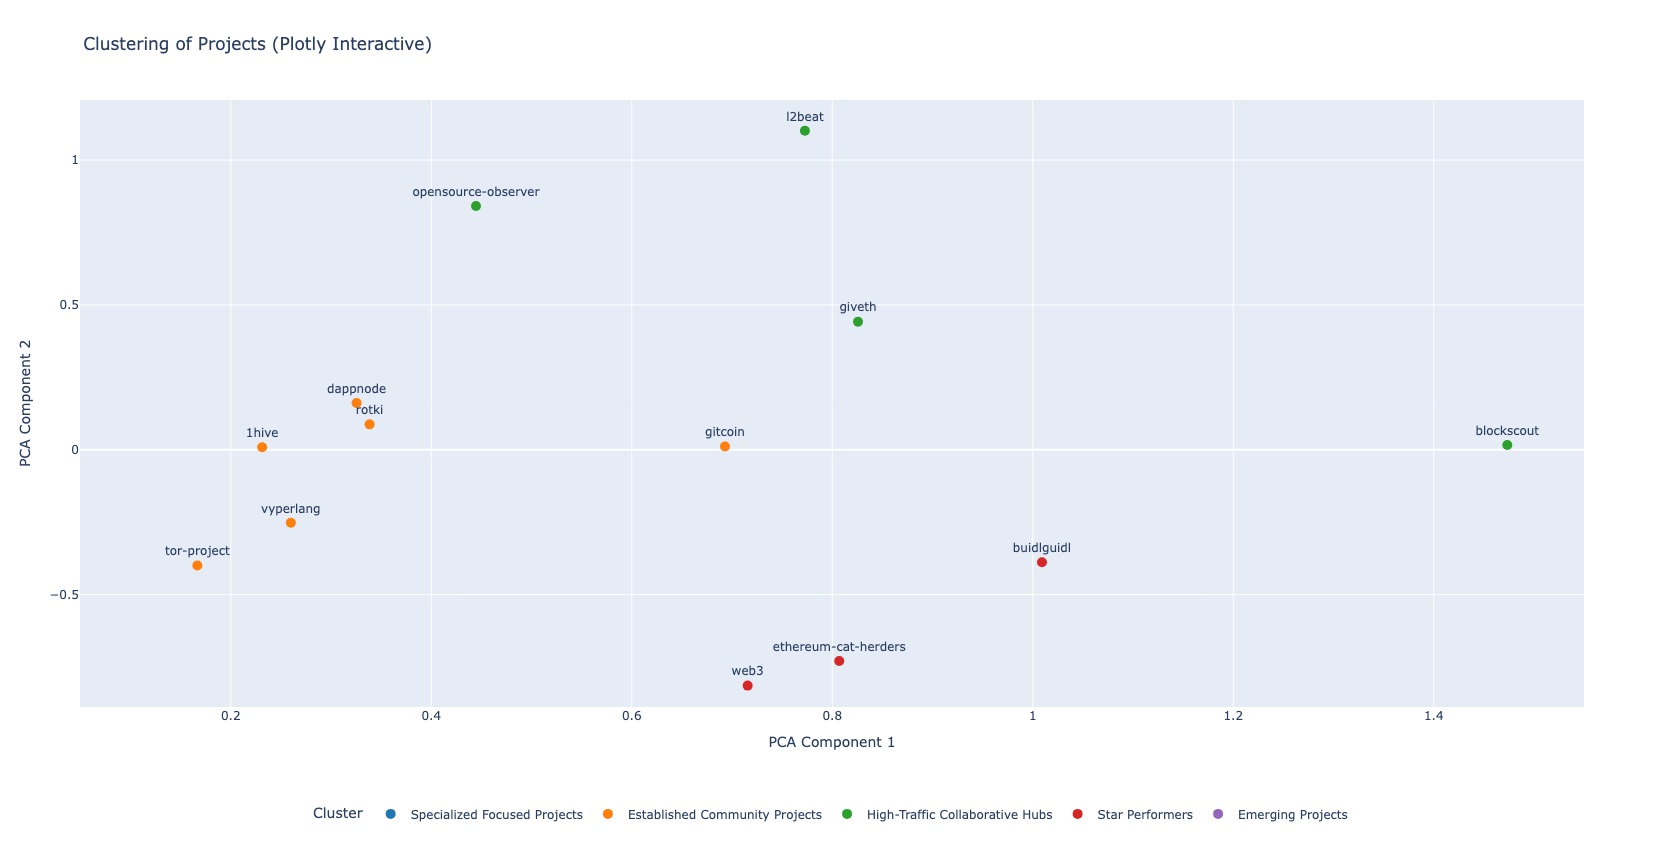 Clustering of Projects (Plotly Interactive)
l2beat
1
opensource-observer
0.5
giveth
PCA Component 2
dappnode
rotki
1hive
gitcoin
blockscout
0
vyperlang
tor-project
buidlguidl
−0.5
ethereum-cat-herders
web3
0.2 0.4 0.6 0.8 1 1.2 1.4
PCA Component 1
Cluster Specialized Focused Projects Established Community Projects High-Traffic Collaborative Hubs Star Performers Emerging Projects